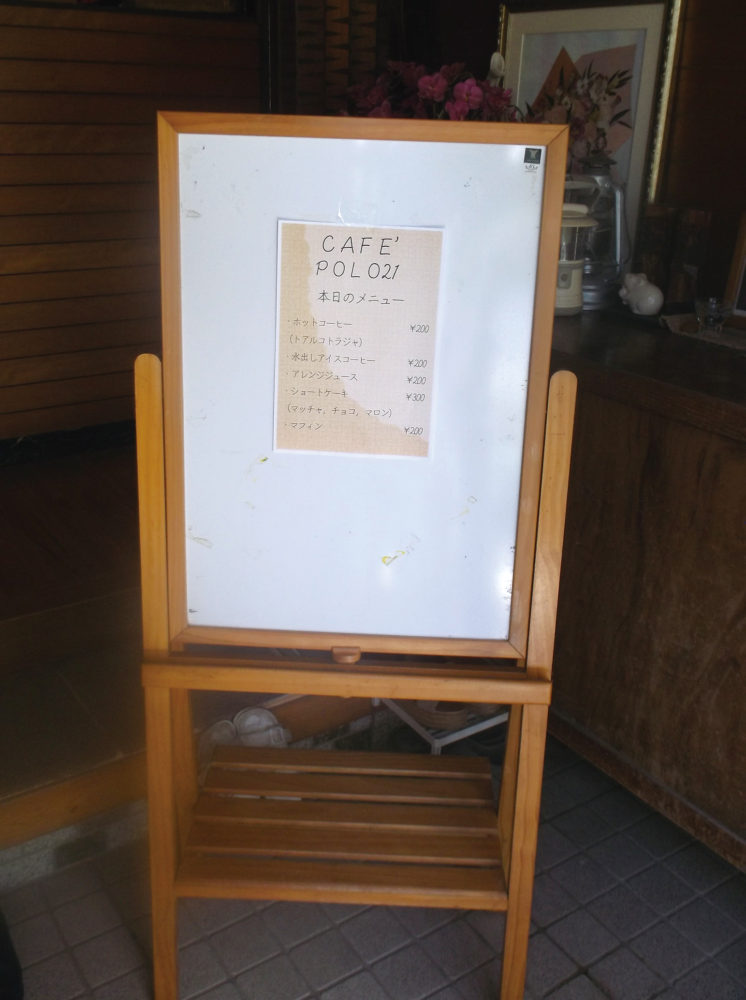 CAFE'
POLO21
本日のメニュー
・ホットコーヒー ¥200
(トアルコトラジャ)
・水出しアイスコーヒー ¥200
・アレンジジュース ¥200
・ショートケーキ ¥300
(マッチャ, チョコ, マロン)
・マフィン ¥200